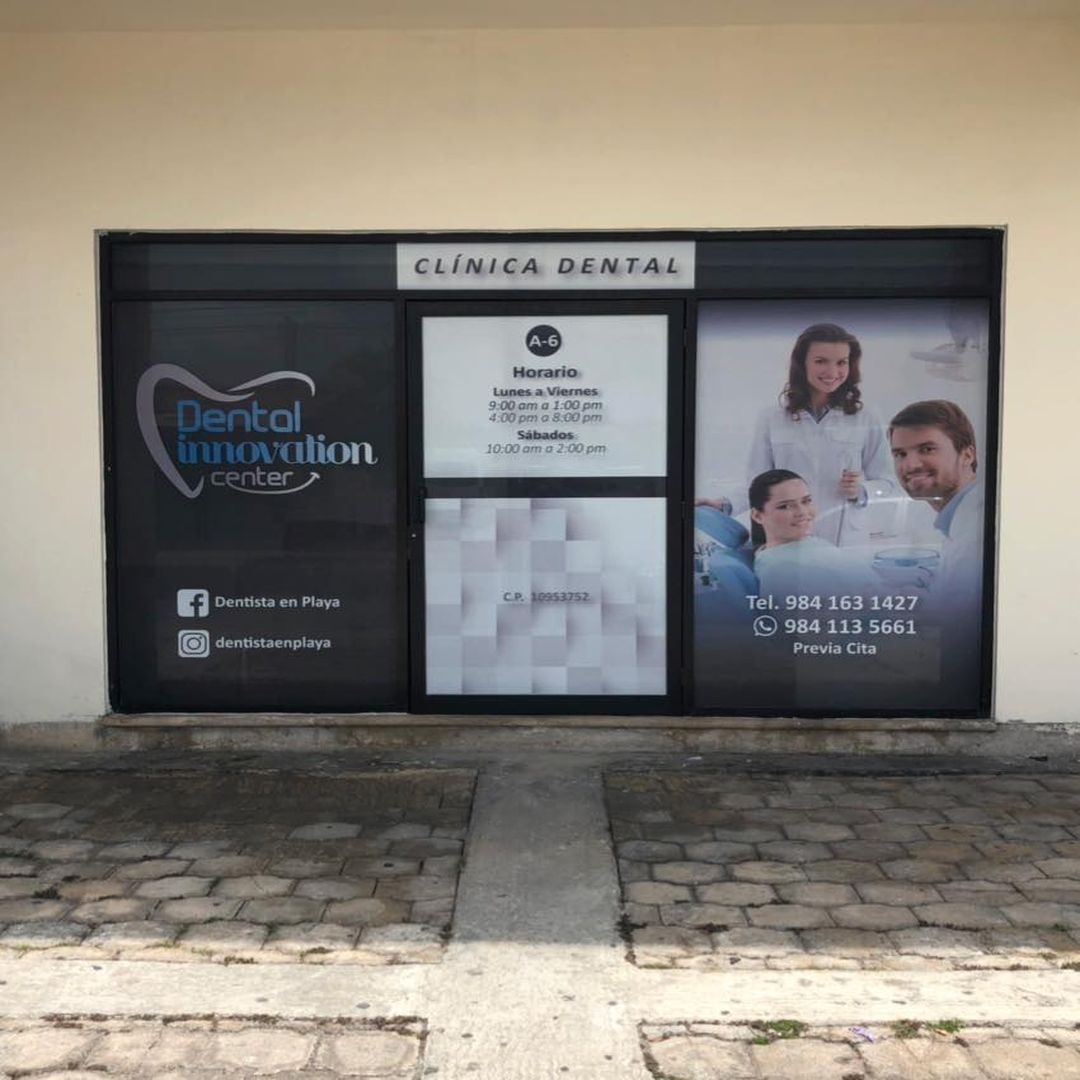 CLÍNICA DENTAL
Dental
innovation
center
Dentista en Playa
dentistaenplaya
A-6
Horario
Lunes a Viernes
9:00 am a 1:00 pm
4:00 pm a 8:00 pm
Sábados
10:00 am a 2:00 pm
C.P. 10953752
Tel. 984 163 1427
984 113 5661
Previa Cita